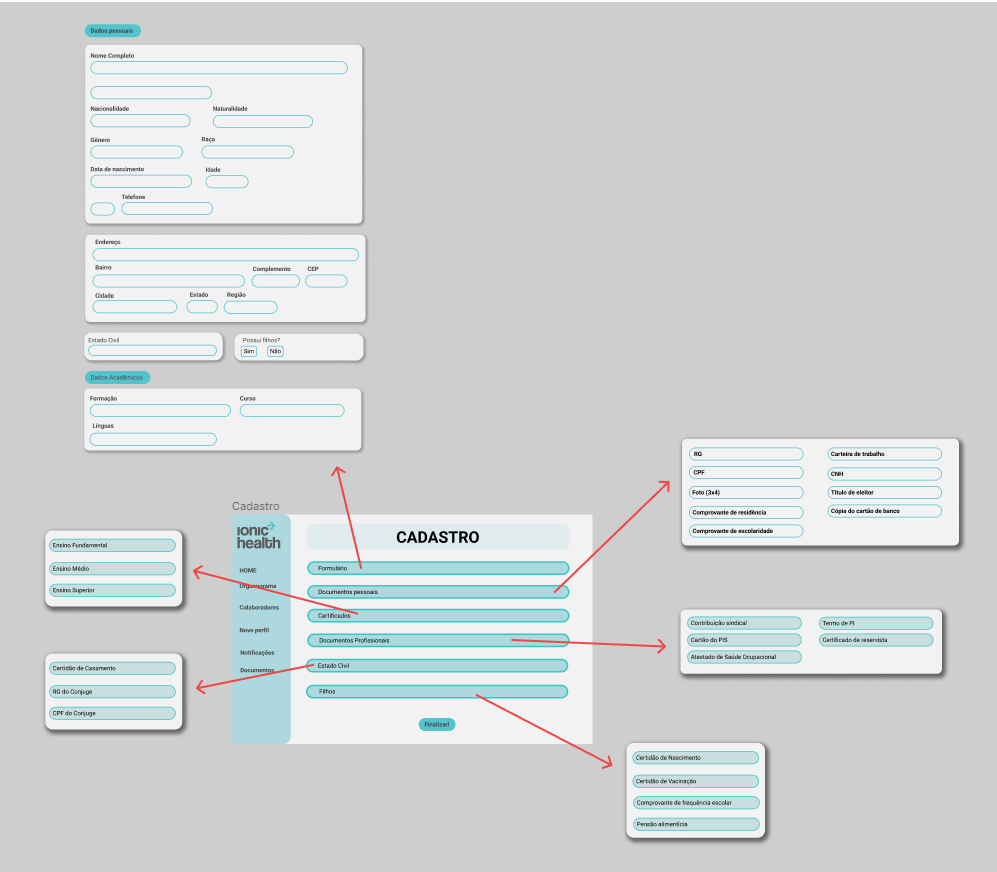 Dados pessoais
Nome Completo
Nacionalidade
Naturalidade
Gênero
Raça
Data de nascimento
Idade
Telefone
Endereço
Bairro
Complemento
CEP
Cidade
Estado
Região
Estado Civil
Possui filhos?
Sim
Não
Dados Acadêmicos
Formação
Curso
Línguas
Cadastro
ionic
health
HOME
Organograma
Colaboradores
Novo perfil
Notificações
Documentos
CADASTRO
Formulário
Documentos pessoais
Certificados
Documentos Profissionais
Estado Civil
Filhos
Finalizar!
Ensino Fundamental
Ensino Médio
Ensino Superior
Certidão de Casamento
RG do Conjuge
CPF do Conjuge
RG
CPF
Foto (3x4)
Comprovante de residência
Comprovante de escolaridade
Carteira de trabalho
CNH
Título de eleitor
Cópia do cartão de banco
Contribuição sindical
Cartão do PIS
Atestado de Saúde Ocupacional
Termo de PI
Certificado de reservista
Certidão de Nascimento
Certidão de Vacinação
Comprovante de frequência escolar
Pensão alimentícia